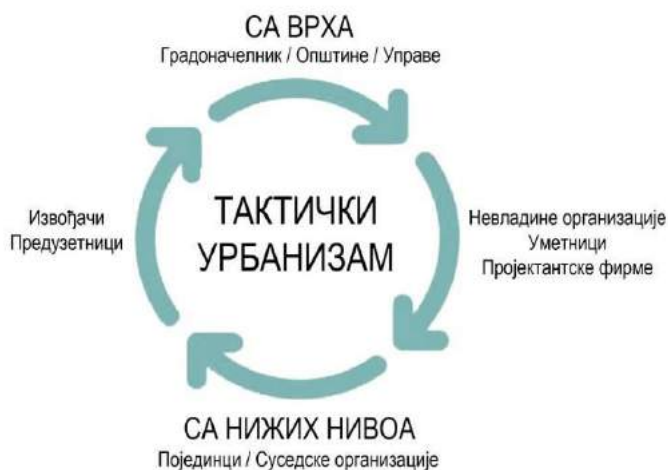 СА ВРХА
Градоначелник / Општине / Управе
Извођачи
Предузетници
ТАКТИЧКИ
УРБАНИЗАМ
Невладине организације
Уметници
Пројектантске фирме
СА НИЖИХ НИВОА
Појединци / Суседске организације